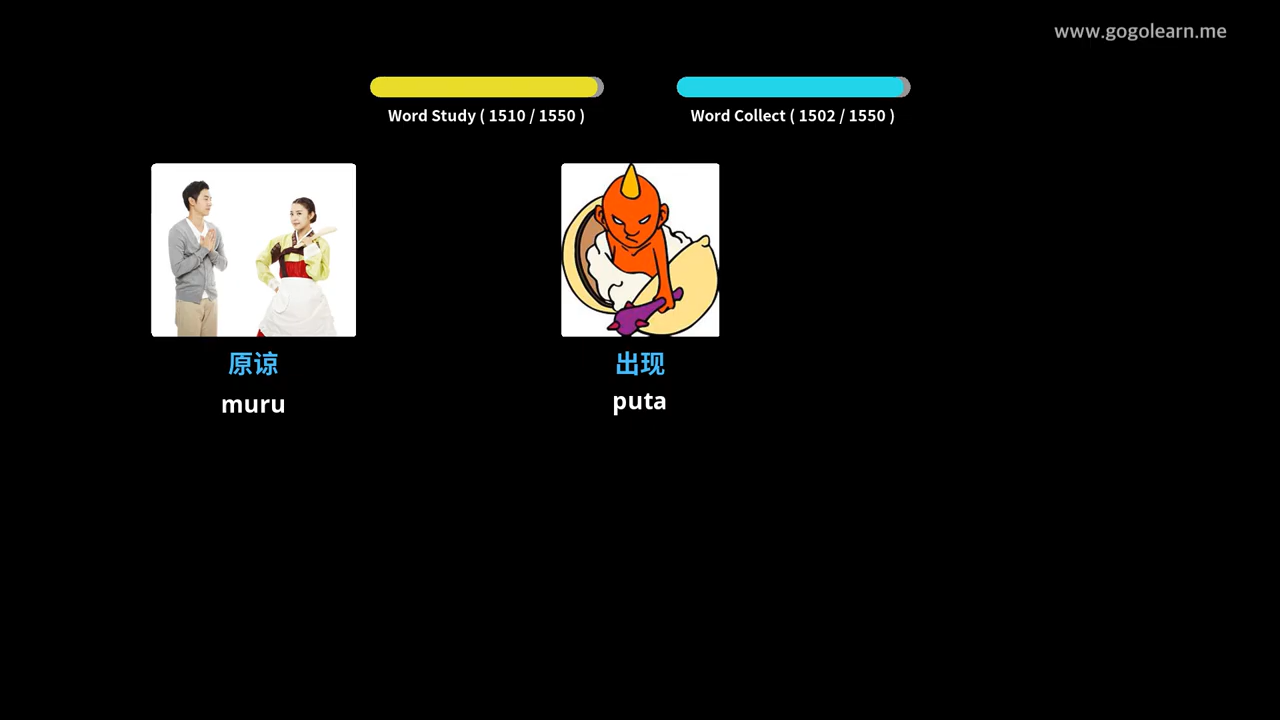 www.gogolearn.me
Word Study ( 1510 / 1550 )
Word Collect ( 1502 / 1550 )
原谅
muru
出现
puta